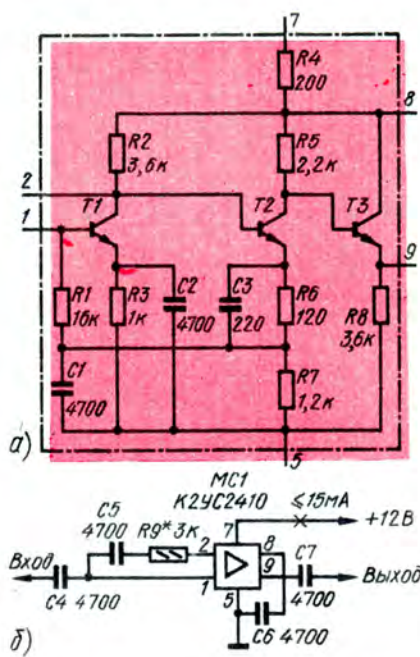 7
R4
200
8
R2
3,6к
R5
2,2к
2
T1
T2
T3
1
9
R1
16к
R3
1к
C2
4700
C3
220
R6
120
R8
3,6к
C1
4700
R7
1,2к
а)
5
МС1
К2УС2410
≤15мА
+12В
C5
4700
R9* 3к
7
2
8
9
C7
4700
Вход
C4 4700
1
5
Выход
C6 4700
б)